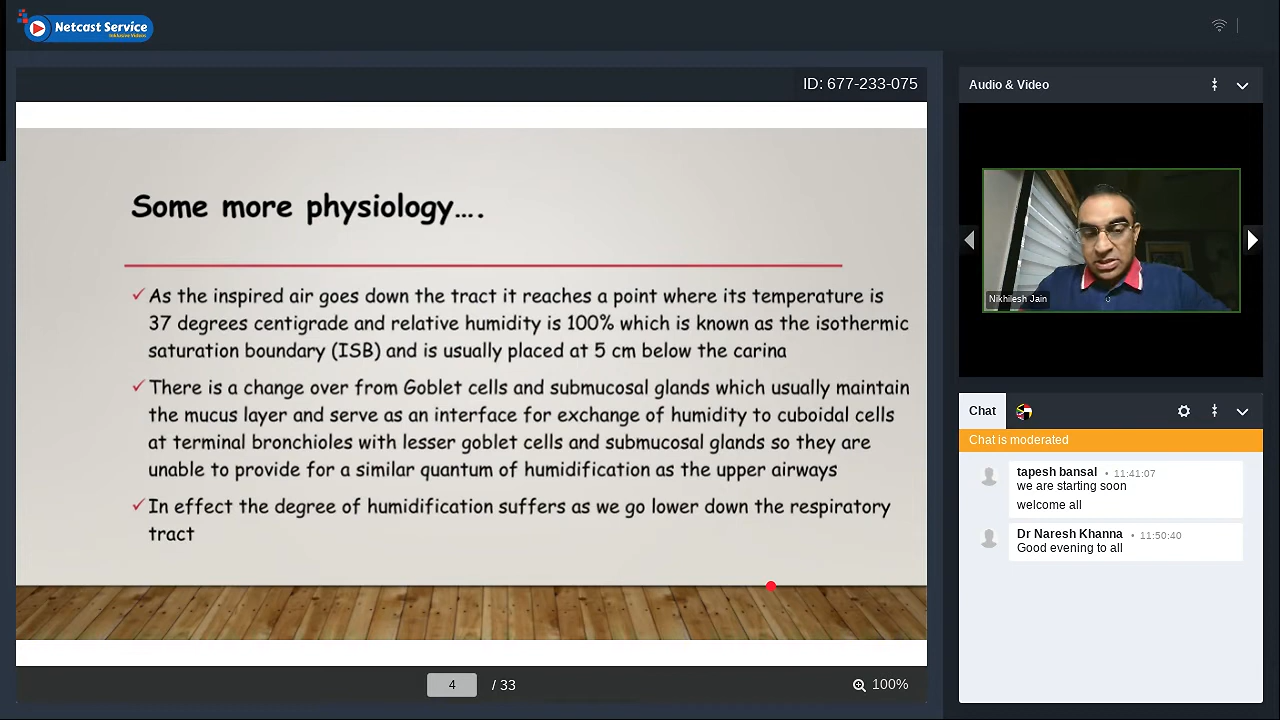 Netcast Service
Inklusive Videos
ID: 677-233-075
Some more physiology....
As the inspired air goes down the tract it reaches a point where its temperature is
37 degrees centigrade and relative humidity is 100% which is known as the isothermic
saturation boundary (ISB) and is usually placed at 5 cm below the carina
There is a change over from Goblet cells and submucosal glands which usually maintain
the mucus layer and serve as an interface for exchange of humidity to cuboidal cells
at terminal bronchioles with lesser goblet cells and submucosal glands so they are
unable to provide for a similar quantum of humidification as the upper airways
In effect the degree of humidification suffers as we go lower down the respiratory
tract
4 / 33
100%
Audio & Video
Nikhilesh Jain
Chat
Chat is moderated
tapesh bansal • 11:41:07
we are starting soon
welcome all
Dr Naresh Khanna • 11:50:40
Good evening to all